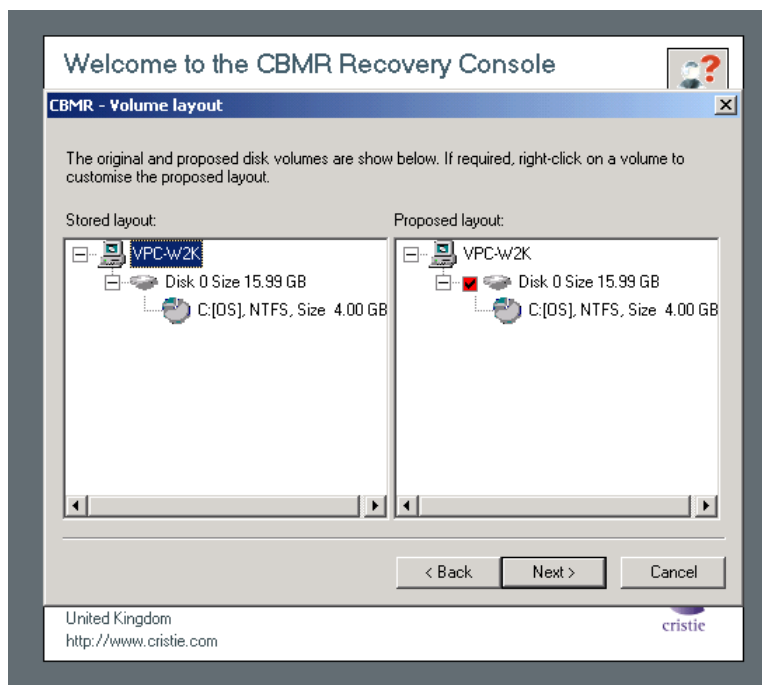 Welcome to the CBMR Recovery Console
CBMR - Volume layout
The original and proposed disk volumes are show below. If required, right-click on a volume to
customise the proposed layout.
Stored layout:
Proposed layout:
VPC-W2K
Disk 0 Size 15.99 GB
C:[OS], NTFS, Size 4.00 GB
VPC-W2K
Disk 0 Size 15.99 GB
C:[OS], NTFS, Size 4.00 GB
< Back
Next >
Cancel
United Kingdom
http://www.cristie.com
cristie